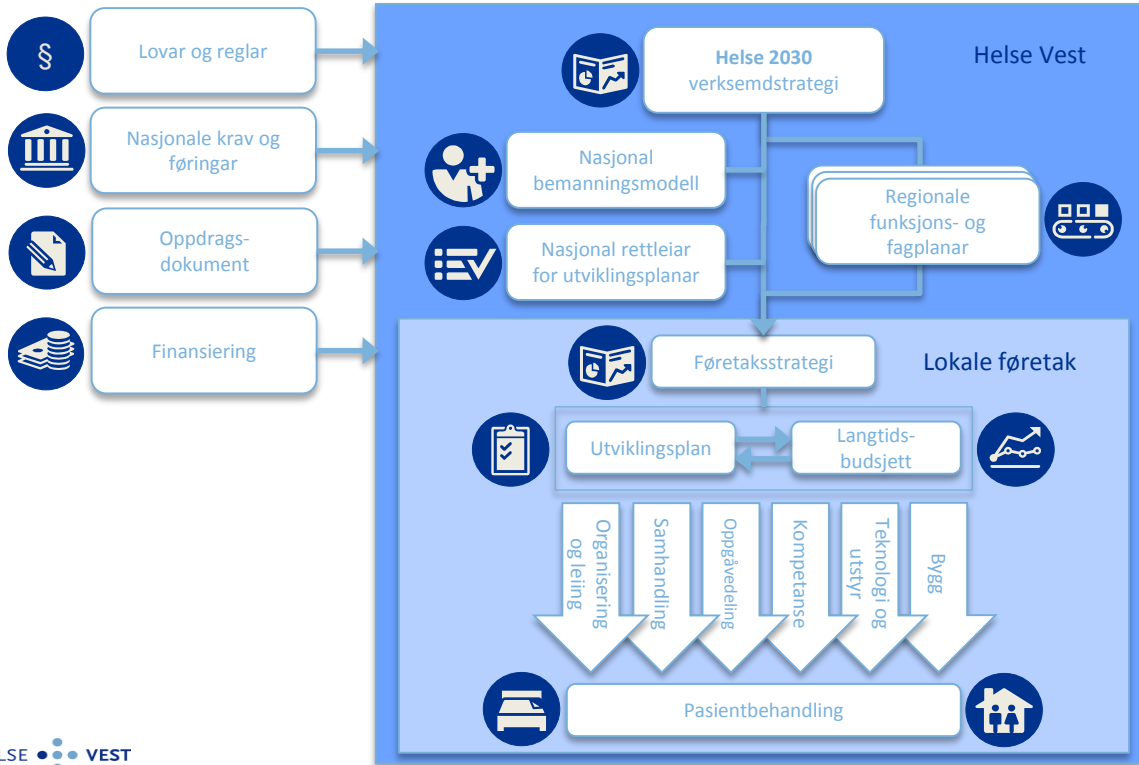 §
Lovar og reglar
Nasjonale krav og
føringar
Oppdrags-
dokument
Finansiering
Helse Vest
Helse 2030
verksemdstrategi
Nasjonal
bemanningsmodell
Regionale
funksjons- og
fagplanar
Nasjonal rettleiar
for utviklingsplanar
Lokale føretak
Føretaksstrategi
Utviklingsplan
Langtids-
budsjett
Organisering
og leiing
Samhandling
Oppgåvedeling
Kompetanse
Teknologi og
utstyr
Bygg
Pasientbehandling
LSE VEST